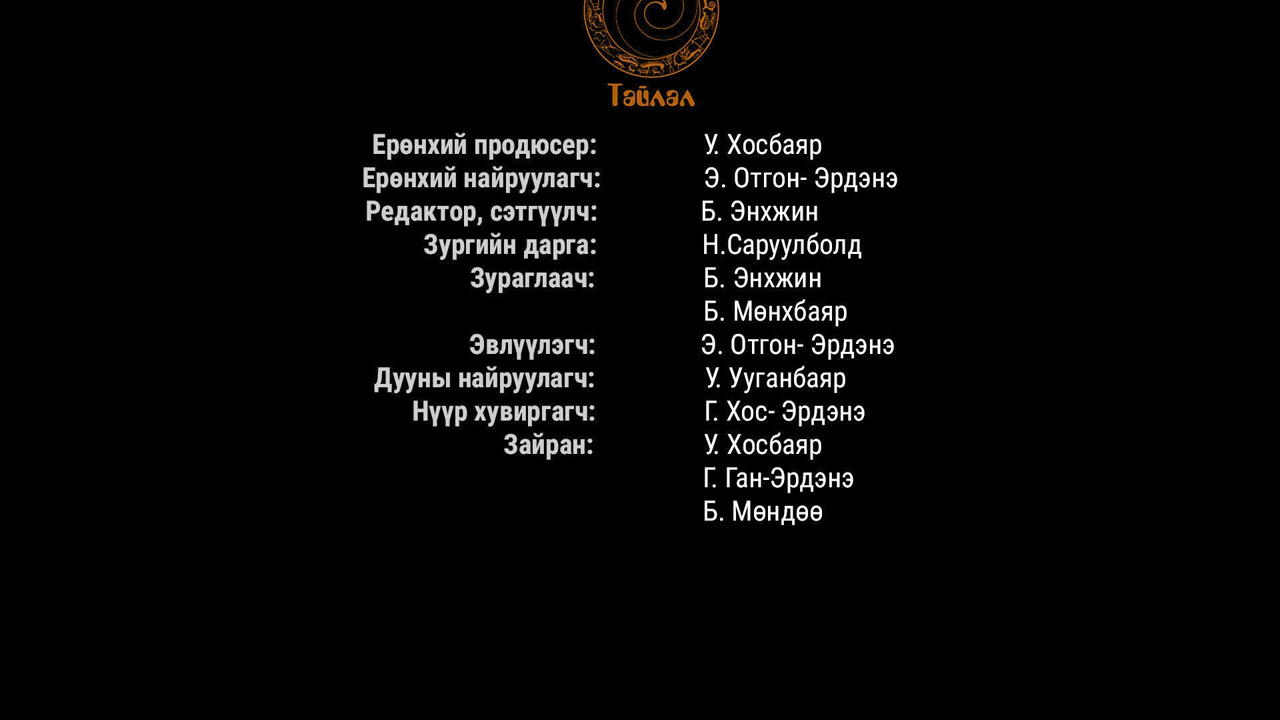 Тайлал
Ерөнхий продюсер: У. Хосбаяр
Ерөнхий найруулагч: Э. Отгон- Эрдэнэ
Редактор, сэтгүүлч: Б. Энхжин
Зургийн дарга: Н.Саруулболд
Зураглаач: Б. Энхжин
Б. Мөнхбаяр
Эвлүүлэгч: Э. Отгон- Эрдэнэ
Дууны найруулагч: У. Ууганбаяр
Нүүр хувиргагч: Г. Хос- Эрдэнэ
Зайран: У. Хосбаяр
Г. Ган-Эрдэнэ
Б. Мөндөө